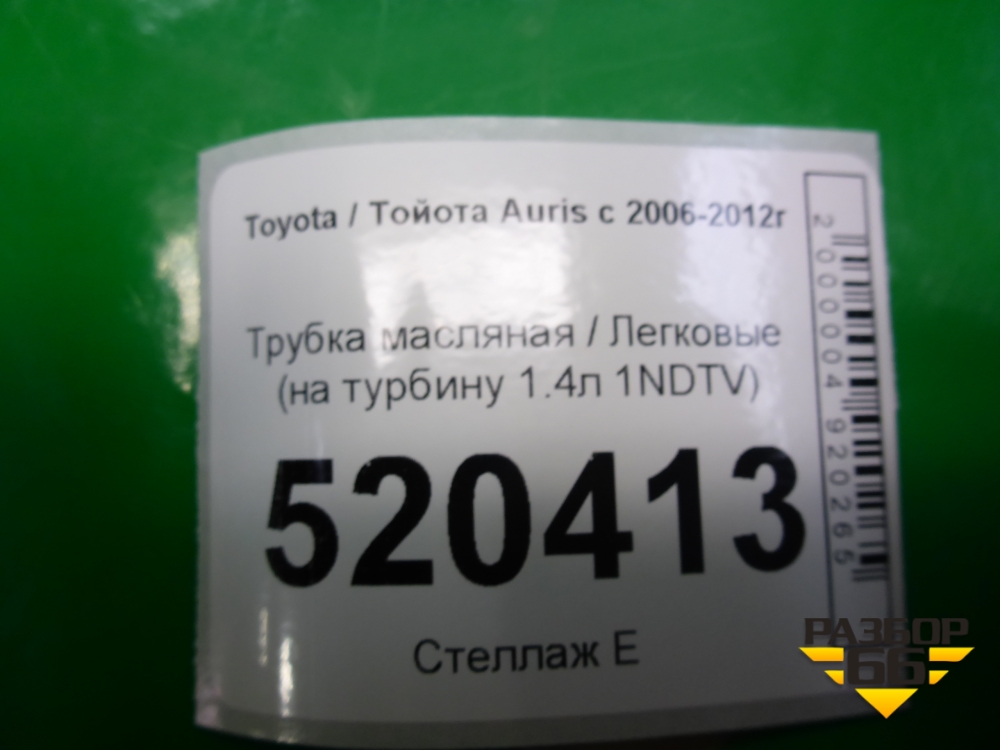 Toyota / Тойота Auris с 2006-2012г
Трубка масляная / Легковые
(на турбину 1.4л 1NDTV)
520413
Стеллаж Е
2000004920265
РАЗБОР
66